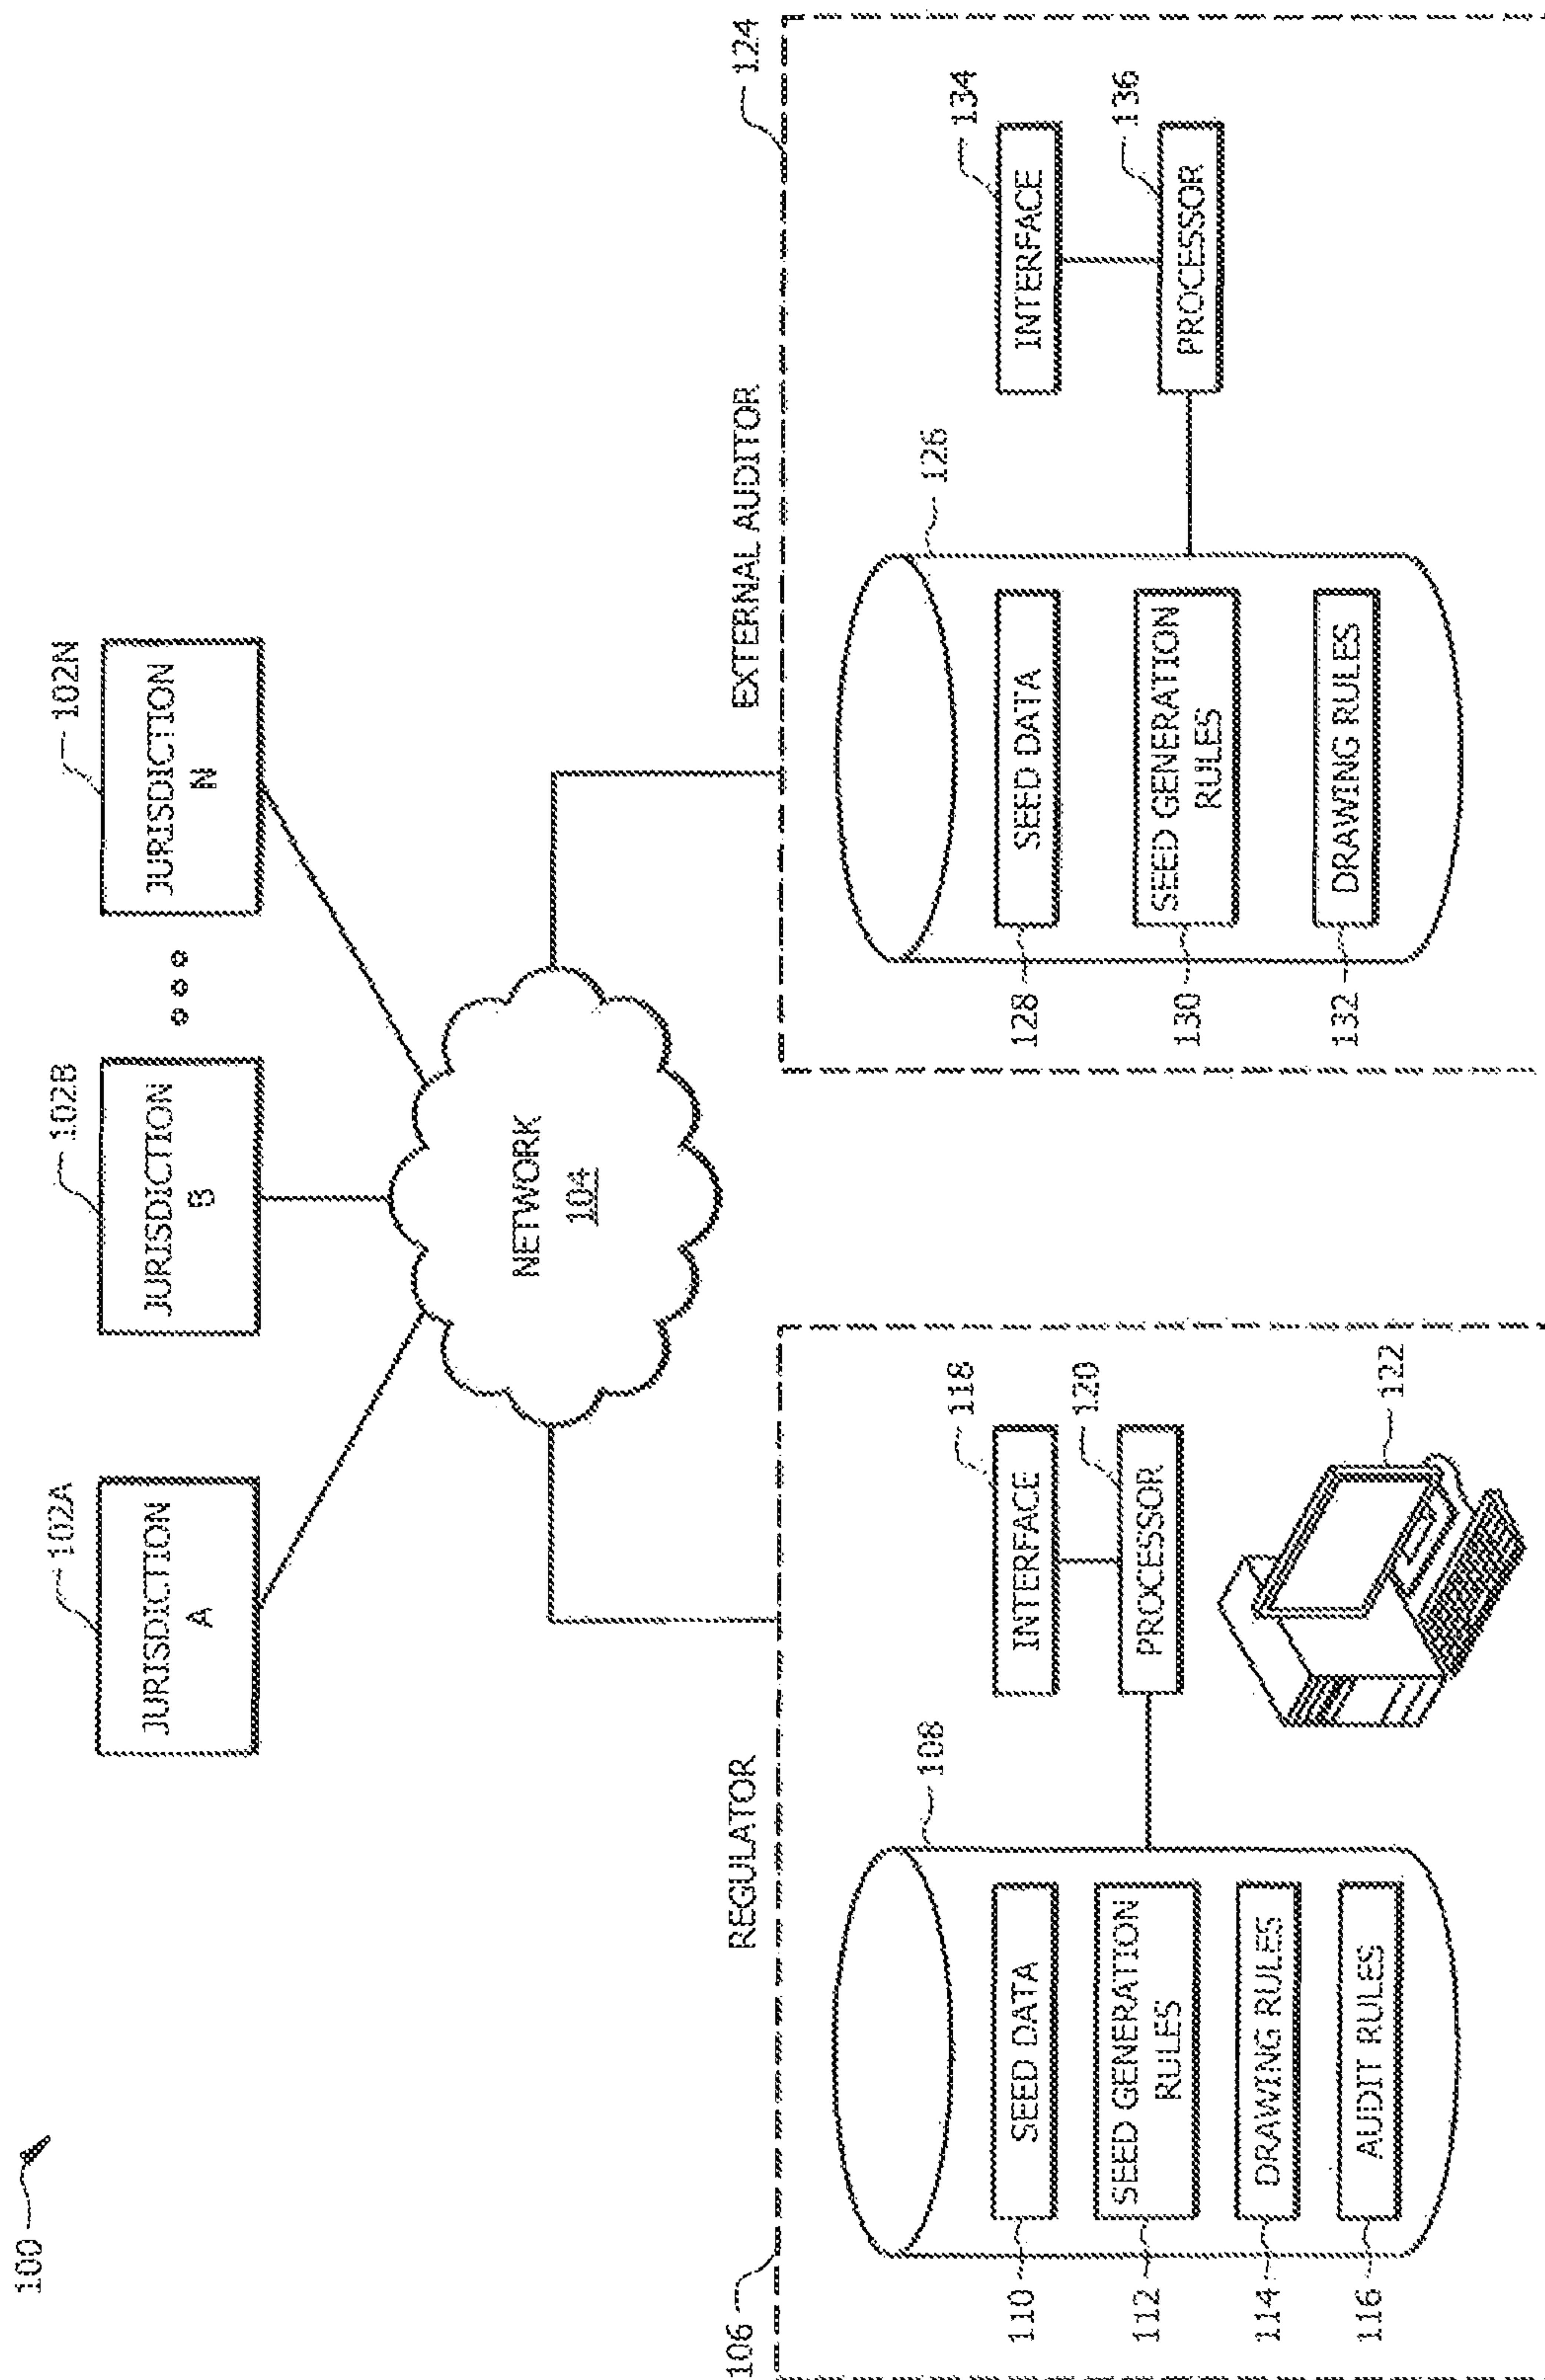 100
102A
102B
102N
JURISDICTION
A
JURISDICTION
B
JURISDICTION
N
NETWORK
104
106
REGULATOR
EXTERNAL AUDITOR
124
108
110
SEED DATA
112
SEED GENERATION
RULES
114
DRAWING RULES
116
AUDIT RULES
INTERFACE
118
PROCESSOR
120
122
126
128
SEED DATA
130
SEED GENERATION
RULES
132
DRAWING RULES
INTERFACE
134
PROCESSOR
136